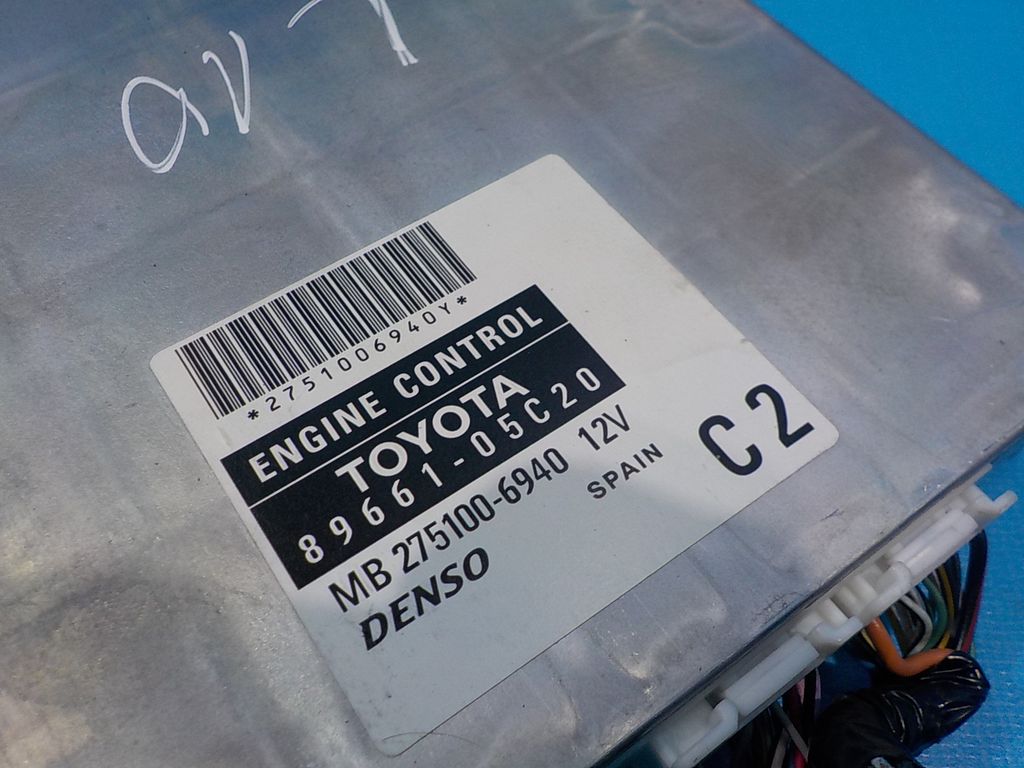 *2751006940Y*
ENGINE CONTROL
TOYOTA
89661-05C20
MB 275100-6940 12V
SPAIN
DENSO
C2